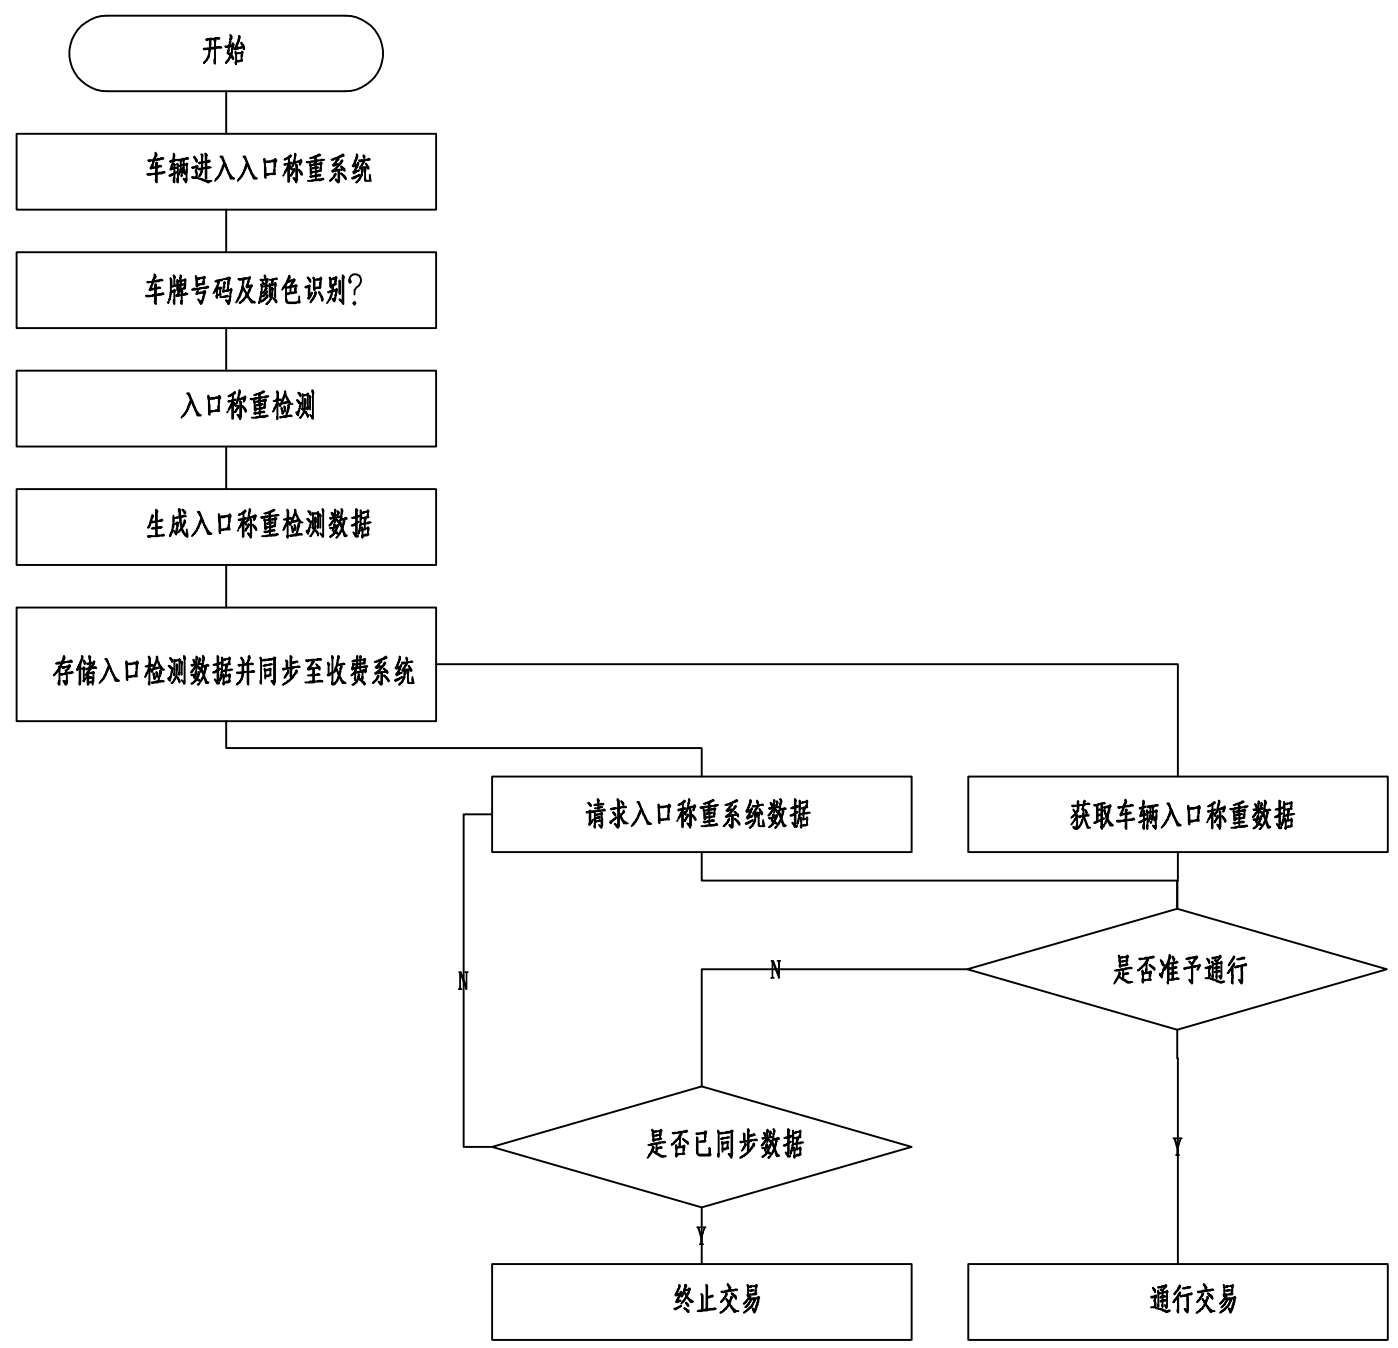 开始
车辆进入入口称重系统
车牌号码及颜色识别?
入口称重检测
生成入口称重检测数据
存储入口检测数据并同步至收费系统
请求入口称重系统数据
获取车辆入口称重数据
是否准予通行
N
N
是否已同步数据
Y
Y
终止交易
通行交易